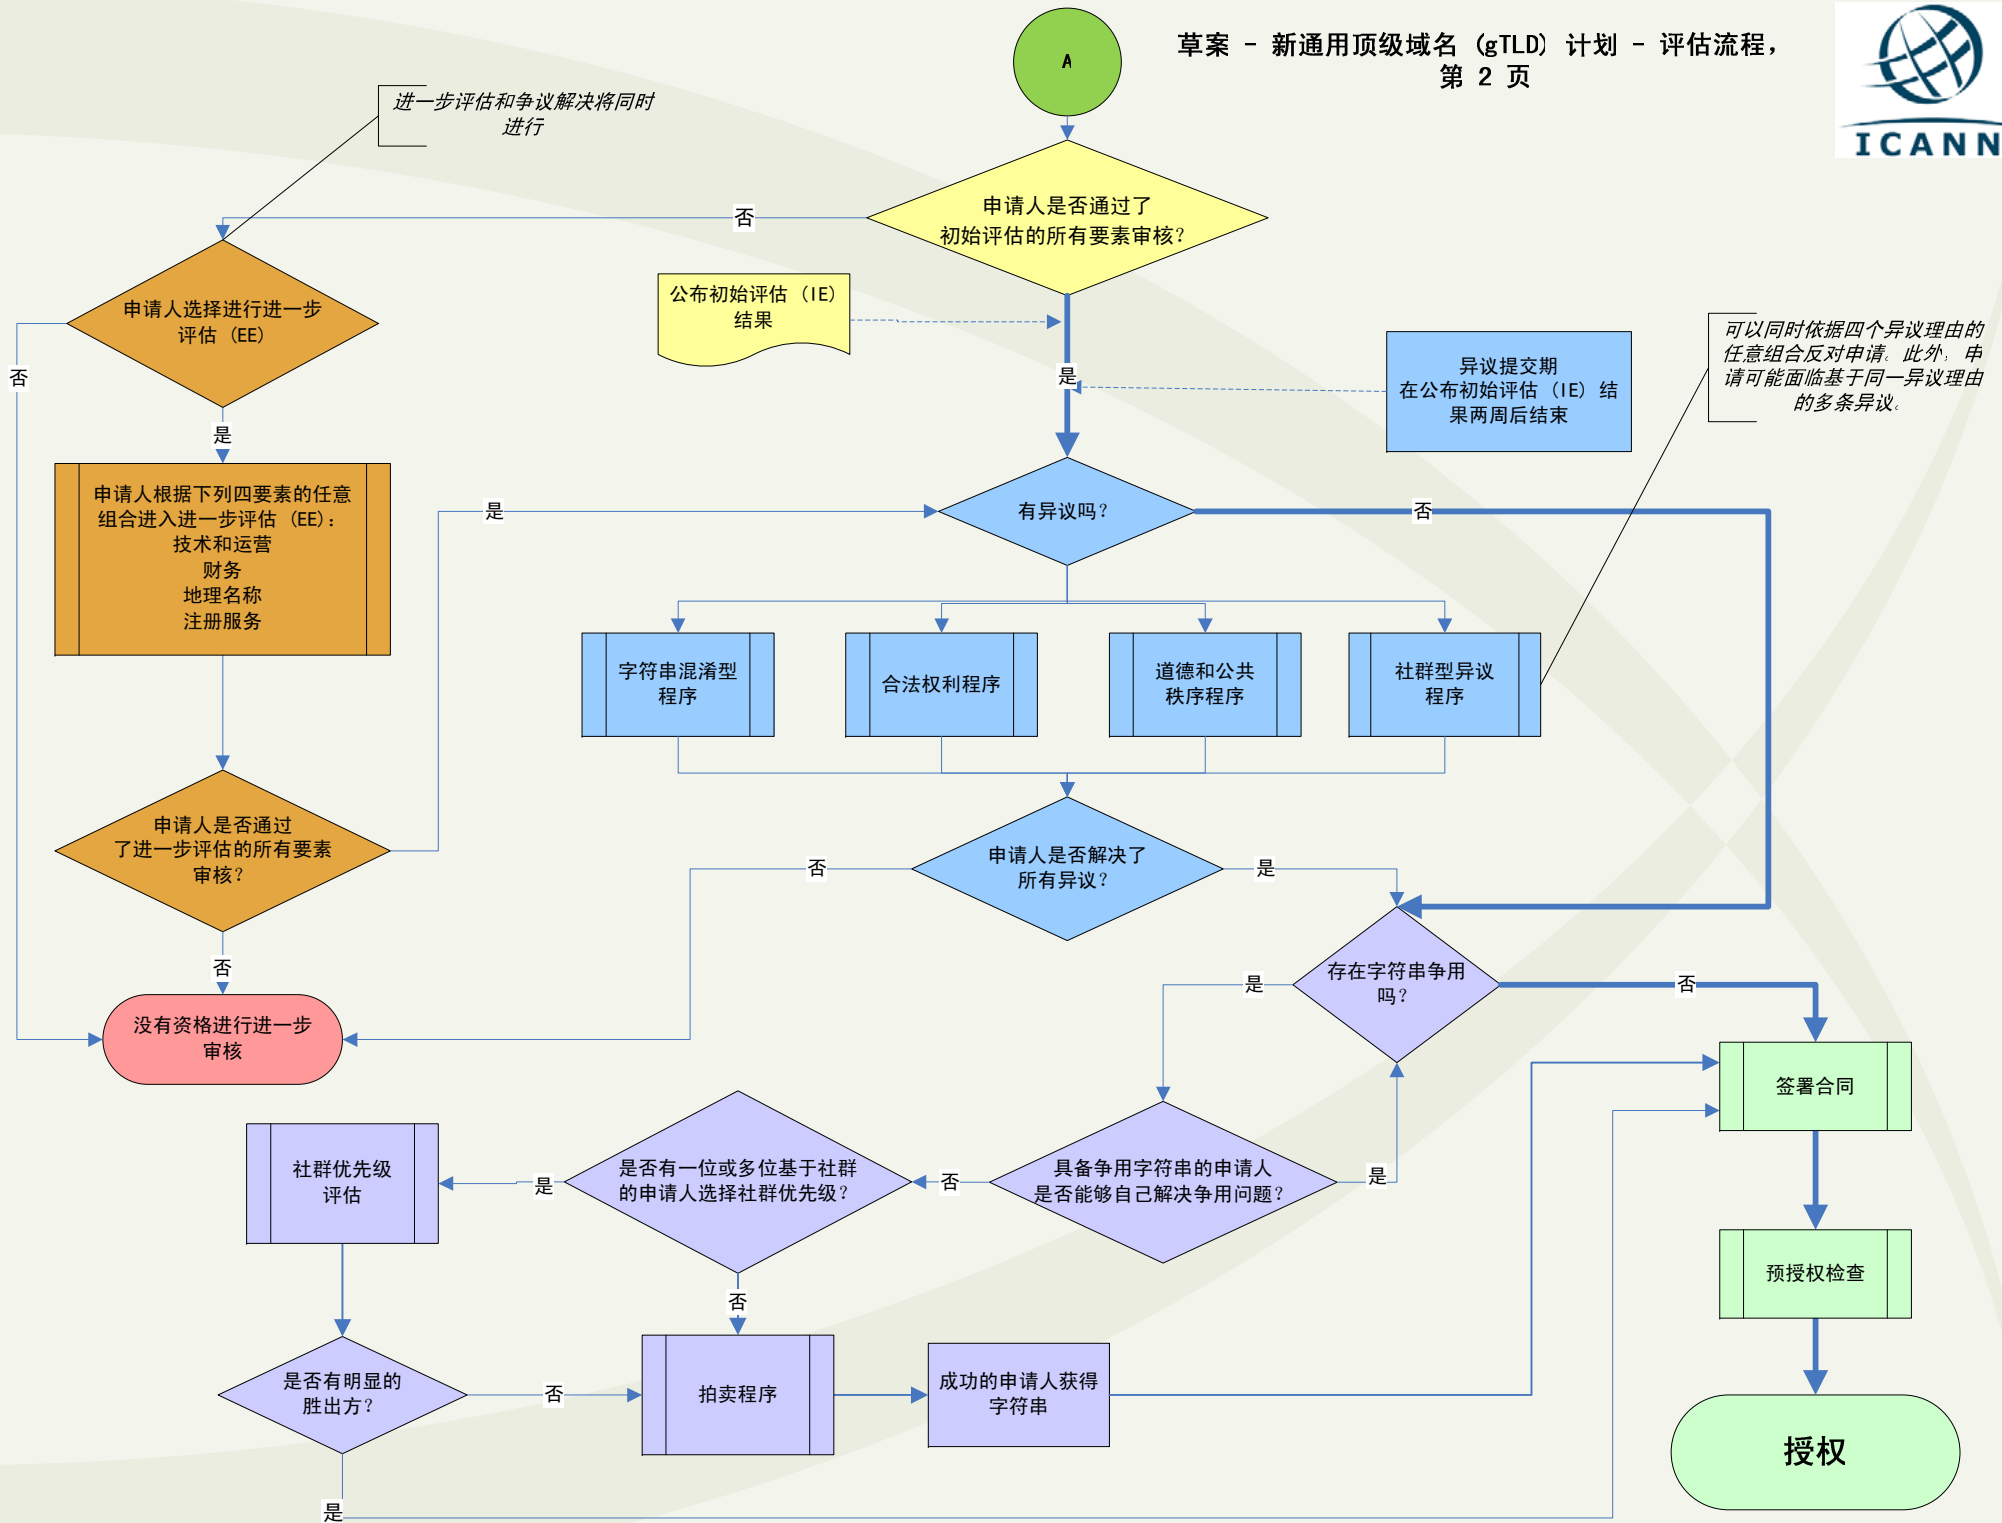 草案 - 新通用顶级域名 (gTLD) 计划 - 评估流程,
第 2 页
ICANN
A
进一步评估和争议解决将同时
进行
申请人是否通过了
初始评估的所有要素审核?
否
申请人选择进行进一步
评估 (EE)
公布初始评估 (IE)
结果
是
异议提交期
在公布初始评估 (IE) 结
果两周后结束
可以同时依据四个异议理由的
任意组合反对申请。此外, 申
请可能面临基于同一异议理由
的多条异议。
否
是
申请人根据下列四要素的任意
组合进入进一步评估 (EE):
技术和运营
财务
地理名称
注册服务
是
有异议吗?
否
字符串混淆型
程序
合法权利程序
道德和公共
秩序程序
社群型异议
程序
申请人是否通过
了进一步评估的所有要素
审核?
否
申请人是否解决了
所有异议?
是
否
没有资格进行进一步
审核
存在字符串争用
吗?
是
否
签署合同
社群优先级
评估
是
是否有一位或多位基于社群
的申请人选择社群优先级?
否
具备争用字符串的申请人
是否能够自己解决争用问题?
是
预授权检查
否
是否有明显的
胜出方?
否
拍卖程序
成功的申请人获得
字符串
授权
是